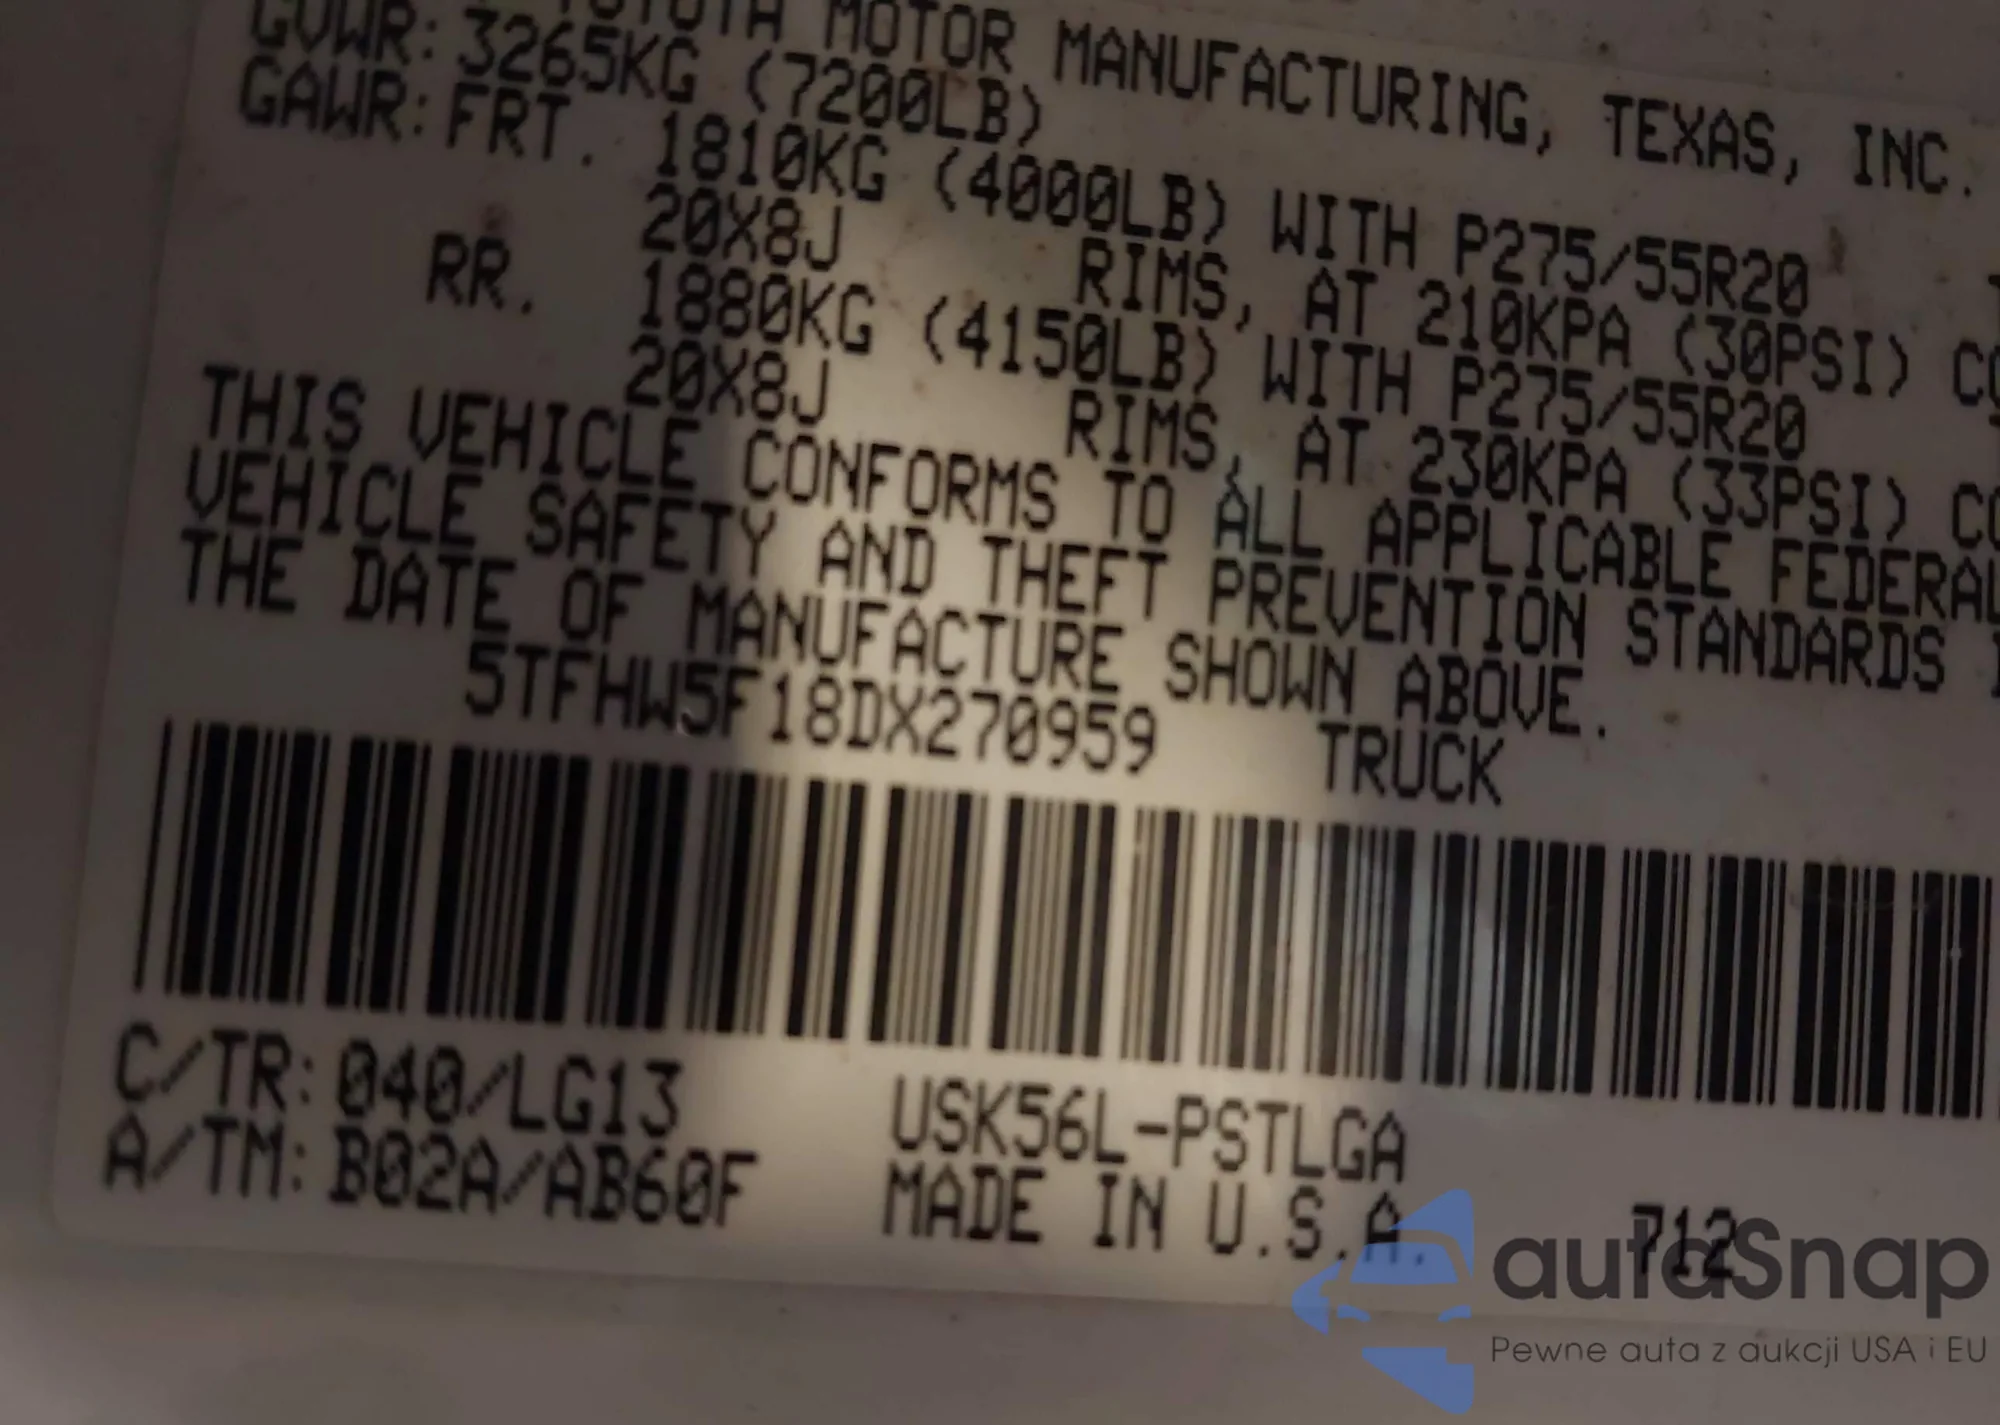 TOYOTA MOTOR MANUFACTURING, TEXAS, INC.
GVWR: 3265KG (7200LB)
GAWR: FRT. 1810KG (4000LB) WITH P275/55R20
20X8J RIMS, AT 210KPA (30PSI)
RR. 1880KG (4150LB) WITH P275/55R20
20X8J RIMS, AT 230KPA (33PSI)
THIS VEHICLE CONFORMS TO ALL APPLICABLE FEDERAL
VEHICLE SAFETY AND THEFT PREVENTION STANDARDS
THE DATE OF MANUFACTURE SHOWN ABOVE.
5TFHW5F18DX270959 TRUCK
C/TR: 040/LG13 USK56L-PSTLGA
A/TM: B02A/AB60F MADE IN U.S.A. 712
autoSnap
Pewne auta z aukcji USA i EU